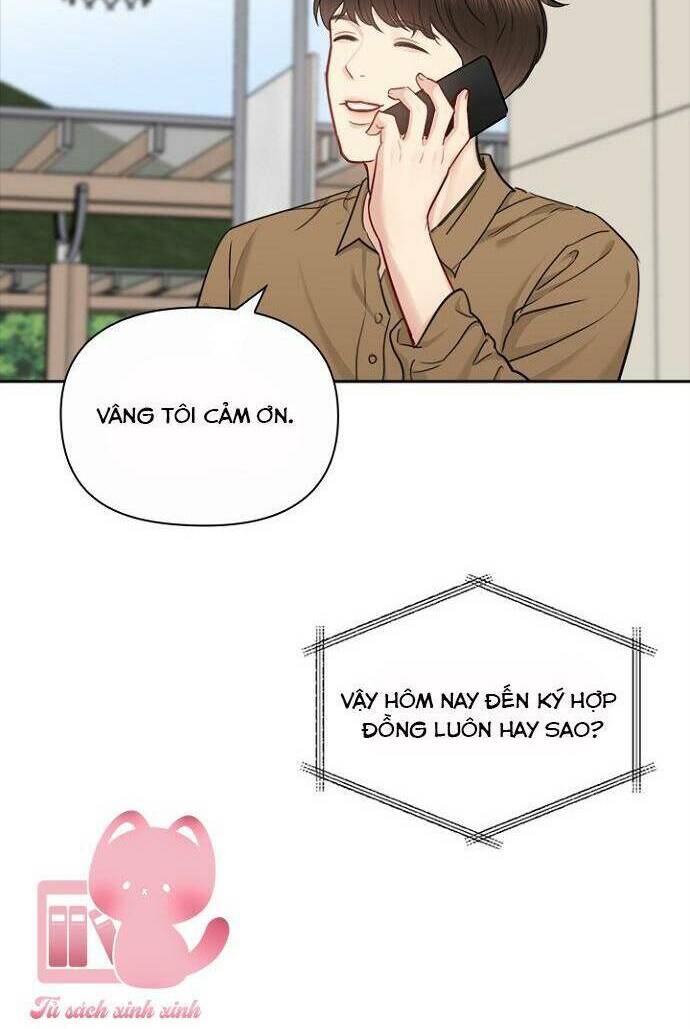 VÂNG TÔI CẢM ƠN.
VẬY HÔM NAY ĐẾN KÝ HỢP
ĐỒNG LUÔN HAY SAO?
Tủ sách xinh xinh